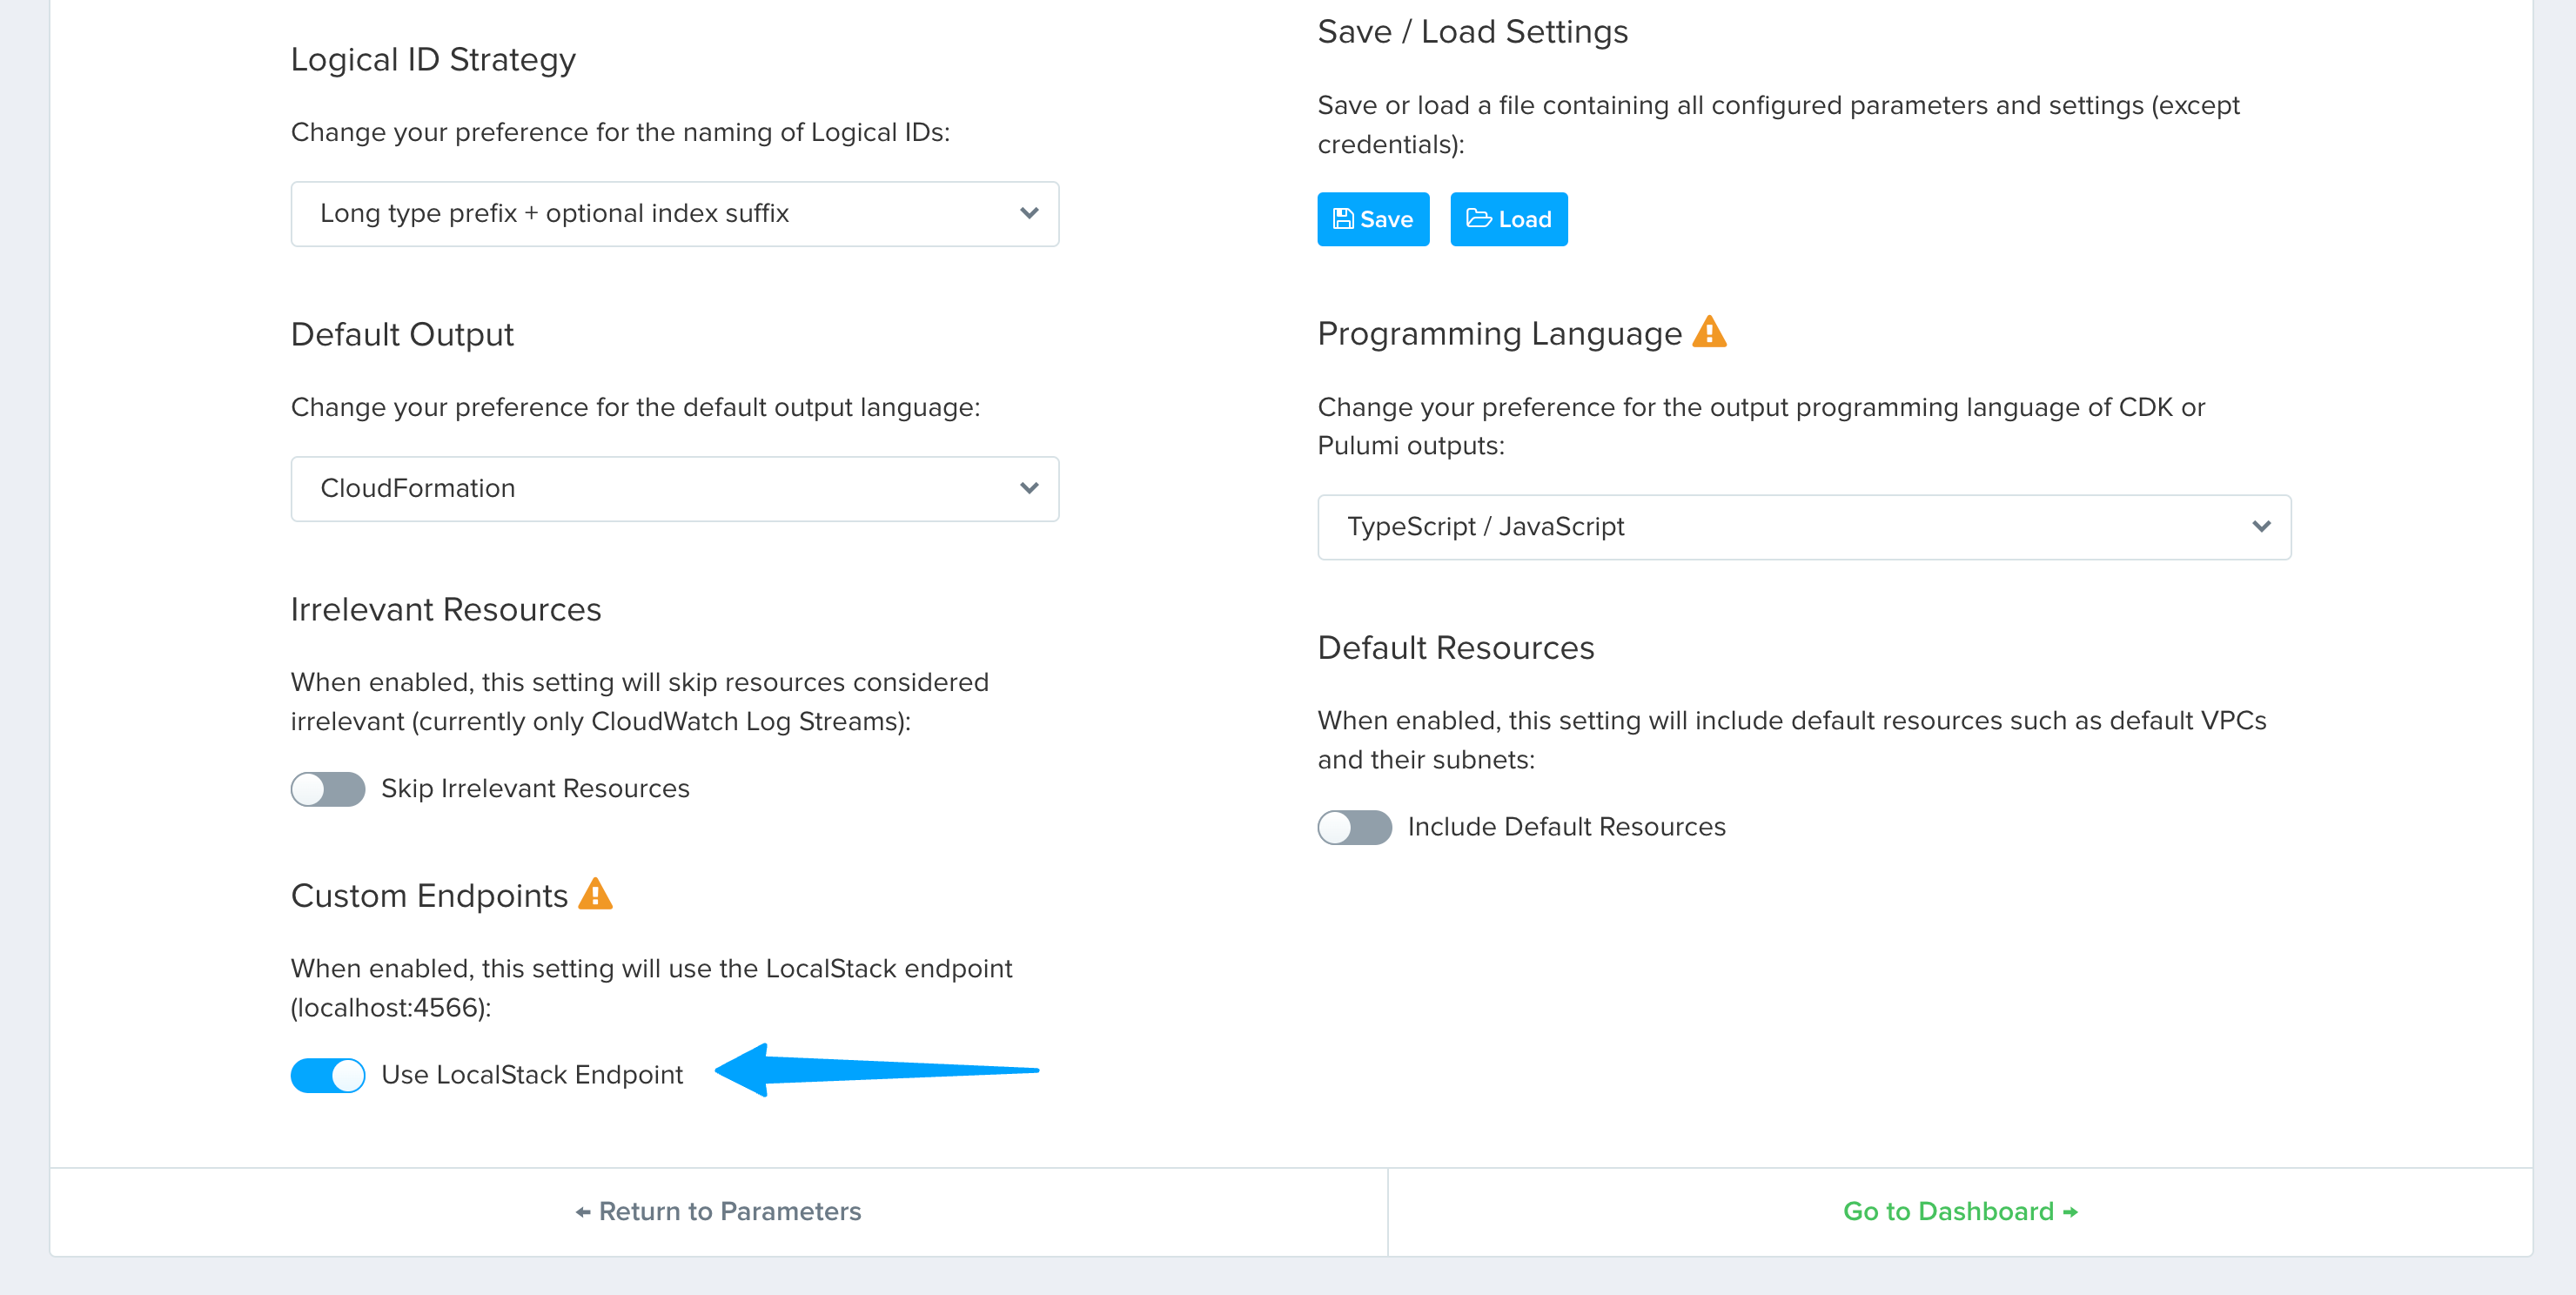 Logical ID Strategy
Change your preference for the naming of Logical IDs:
Long type prefix + optional index suffix
Default Output
Change your preference for the default output language:
CloudFormation
Irrelevant Resources
When enabled, this setting will skip resources considered
irrelevant (currently only CloudWatch Log Streams):
Skip Irrelevant Resources
Custom Endpoints
When enabled, this setting will use the LocalStack endpoint
(localhost:4566):
Use LocalStack Endpoint
Save / Load Settings
Save or load a file containing all configured parameters and settings (except
credentials):
Save
Load
Programming Language
Change your preference for the output programming language of CDK or
Pulumi outputs:
TypeScript / JavaScript
Default Resources
When enabled, this setting will include default resources such as default VPCs
and their subnets:
Include Default Resources
← Return to Parameters
Go to Dashboard →